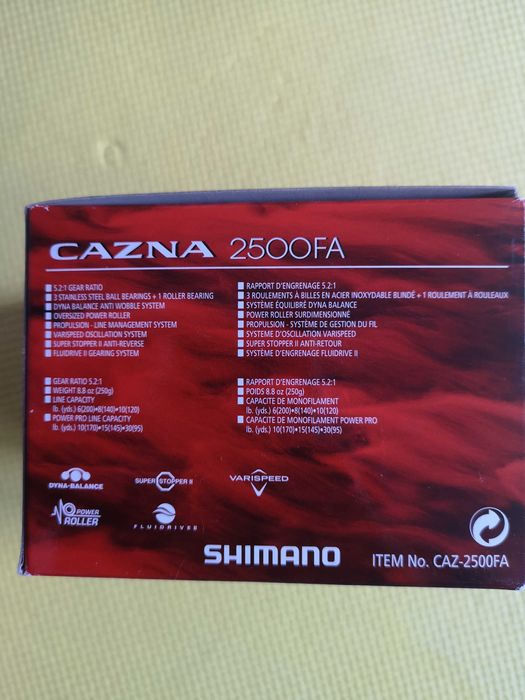 CAZNA 2500FA
5.2:1 GEAR RATIO
3 STAINLESS STEEL BALL BEARINGS + 1 ROLLER BEARING
DYNA BALANCE ANTI WOBBLE SYSTEM
OVERSIZED POWER ROLLER
PROPULSION - LINE MANAGEMENT SYSTEM
VARISPEED OSCILLATION SYSTEM
SUPER STOPPER II ANTI-REVERSE
FLUIDRIVE II GEARING SYSTEM
GEAR RATIO 5.2:1
WEIGHT 8.8 oz (250g)
LINE CAPACITY
lb. (yds.) 6(200)•8(140)•10(120)
POWER PRO LINE CAPACITY
lb. (yds.) 10(170)•15(145)•30(95)
RAPPORT D'ENGRENAGE 5.2:1
3 ROULEMENTS À BILLES EN ACIER INOXYDABLE BLINDÉ + 1 ROULEMENT À ROULEAUX
SYSTÈME ÉQUILIBRÉ DYNA BALANCE
POWER ROLLER SURDIMENSIONNÉ
PROPULSION - SYSTÈME DE GESTION DU FIL
SYSTEME D'OSCILLATION VARISPEED
SUPER STOPPER II ANTI-RETOUR
SYSTÈME D'ENGRENAGE FLUIDRIVE II
RAPPORT D'ENGRENAGE 5.2:1
POIDS 8.8 oz (250g)
CAPACITE DE MONOFILAMENT
lb. (yds.) 6(200)•8(140)•10(120)
CAPACITÉ DE MONOFILAMENT POWER PRO
lb. (yds.) 10(170)•15(145)•30(95)
DYNA-BALANCE
SUPER STOPPER II
VARISPEED
POWER ROLLER
FLUIDRIVE II
SHIMANO
ITEM No. CAZ-2500FA